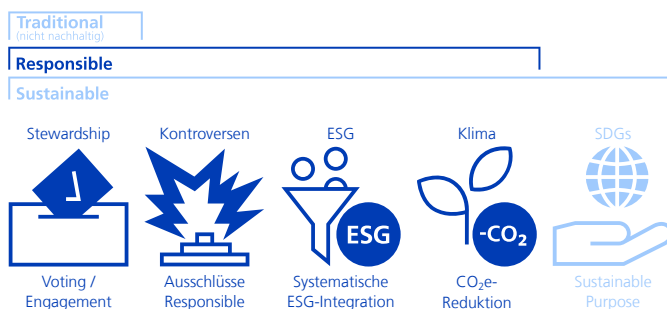 Traditional
(nicht nachhaltig)
Responsible
Sustainable
Stewardship
Kontroversen
ESG
Klima
SDGs
ESG
-CO₂
Voting /
Engagement
Ausschlüsse
Responsible
Systematische
ESG-Integration
CO₂e-
Reduktion
Sustainable
Purpose